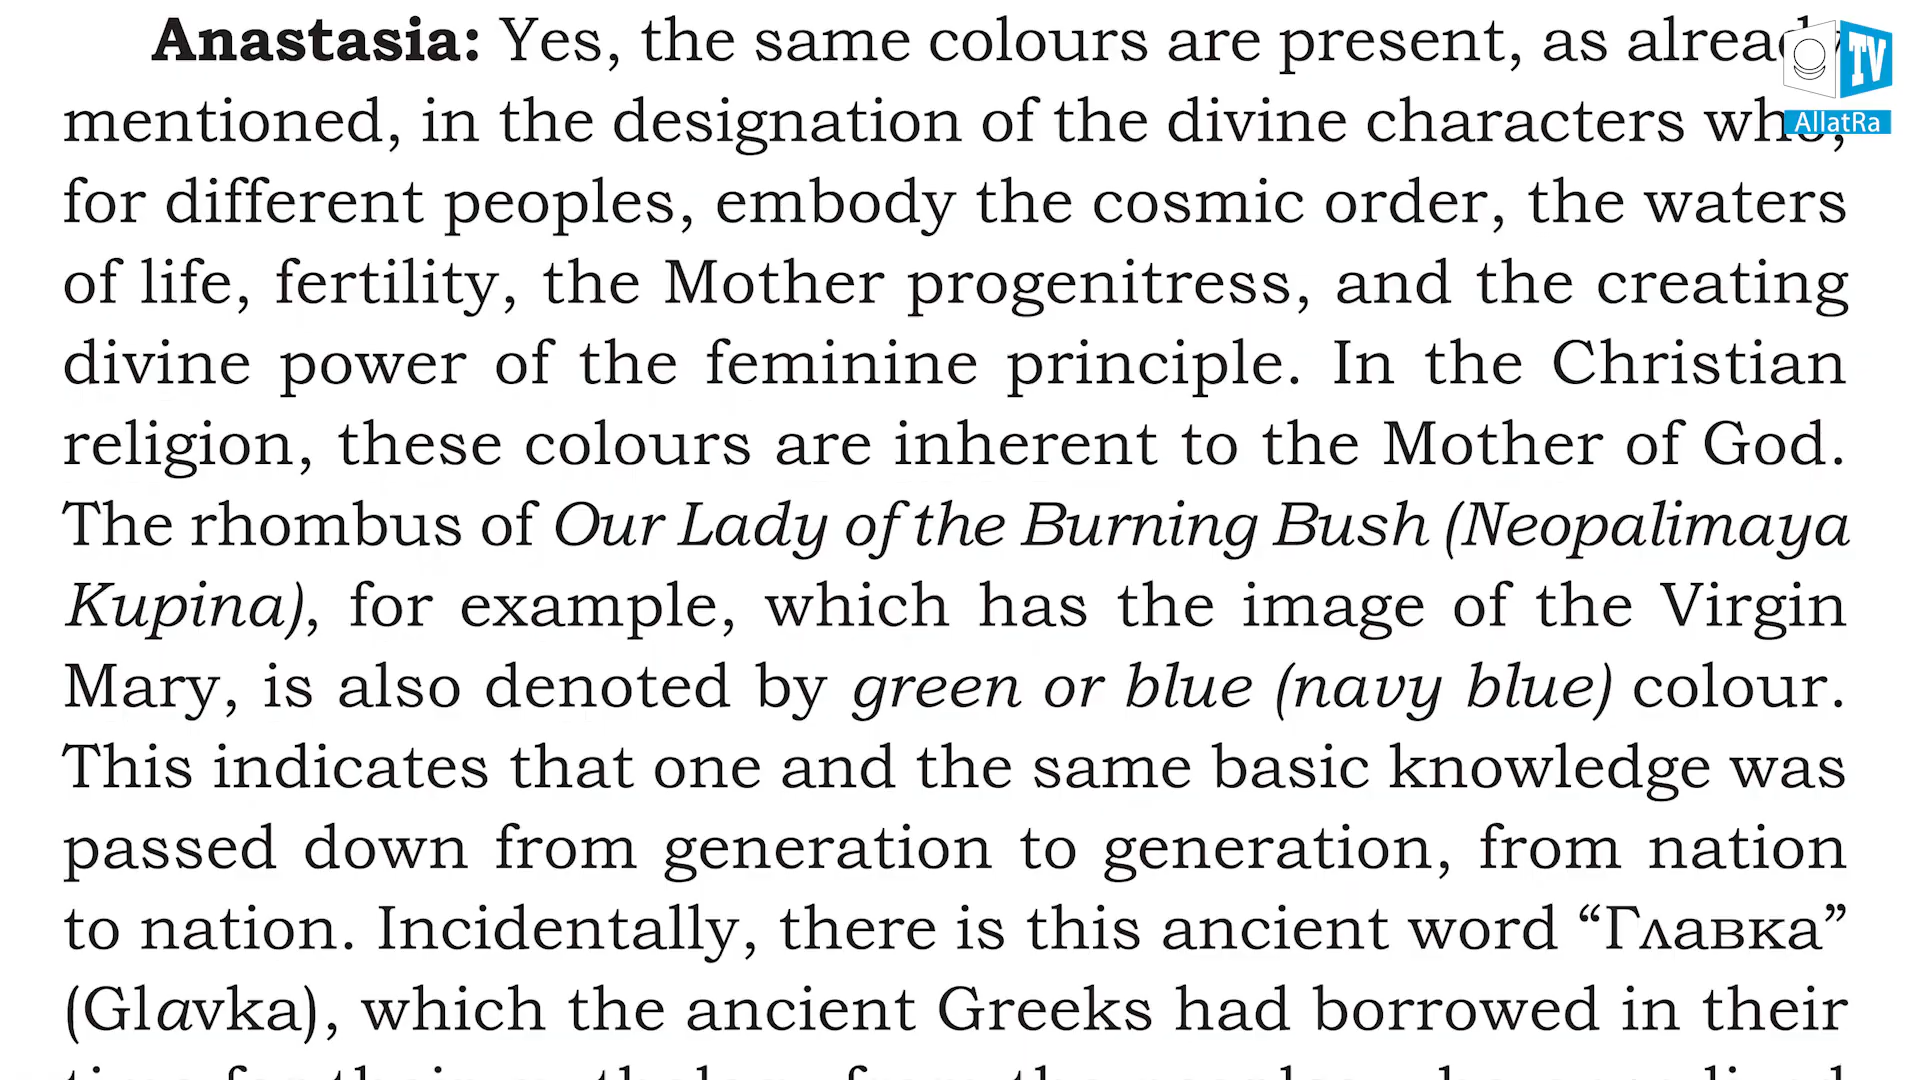 Anastasia: Yes, the same colours are present, as already
mentioned, in the designation of the divine characters who,
for different peoples, embody the cosmic order, the waters
of life, fertility, the Mother progenitress, and the creating
divine power of the feminine principle. In the Christian
religion, these colours are inherent to the Mother of God.
The rhombus of Our Lady of the Burning Bush (Neopalimaya
Kupina), for example, which has the image of the Virgin
Mary, is also denoted by green or blue (navy blue) colour.
This indicates that one and the same basic knowledge was
passed down from generation to generation, from nation
to nation. Incidentally, there is this ancient word “Главка”
(Glavka), which the ancient Greeks had borrowed in their
TV
AllatRa